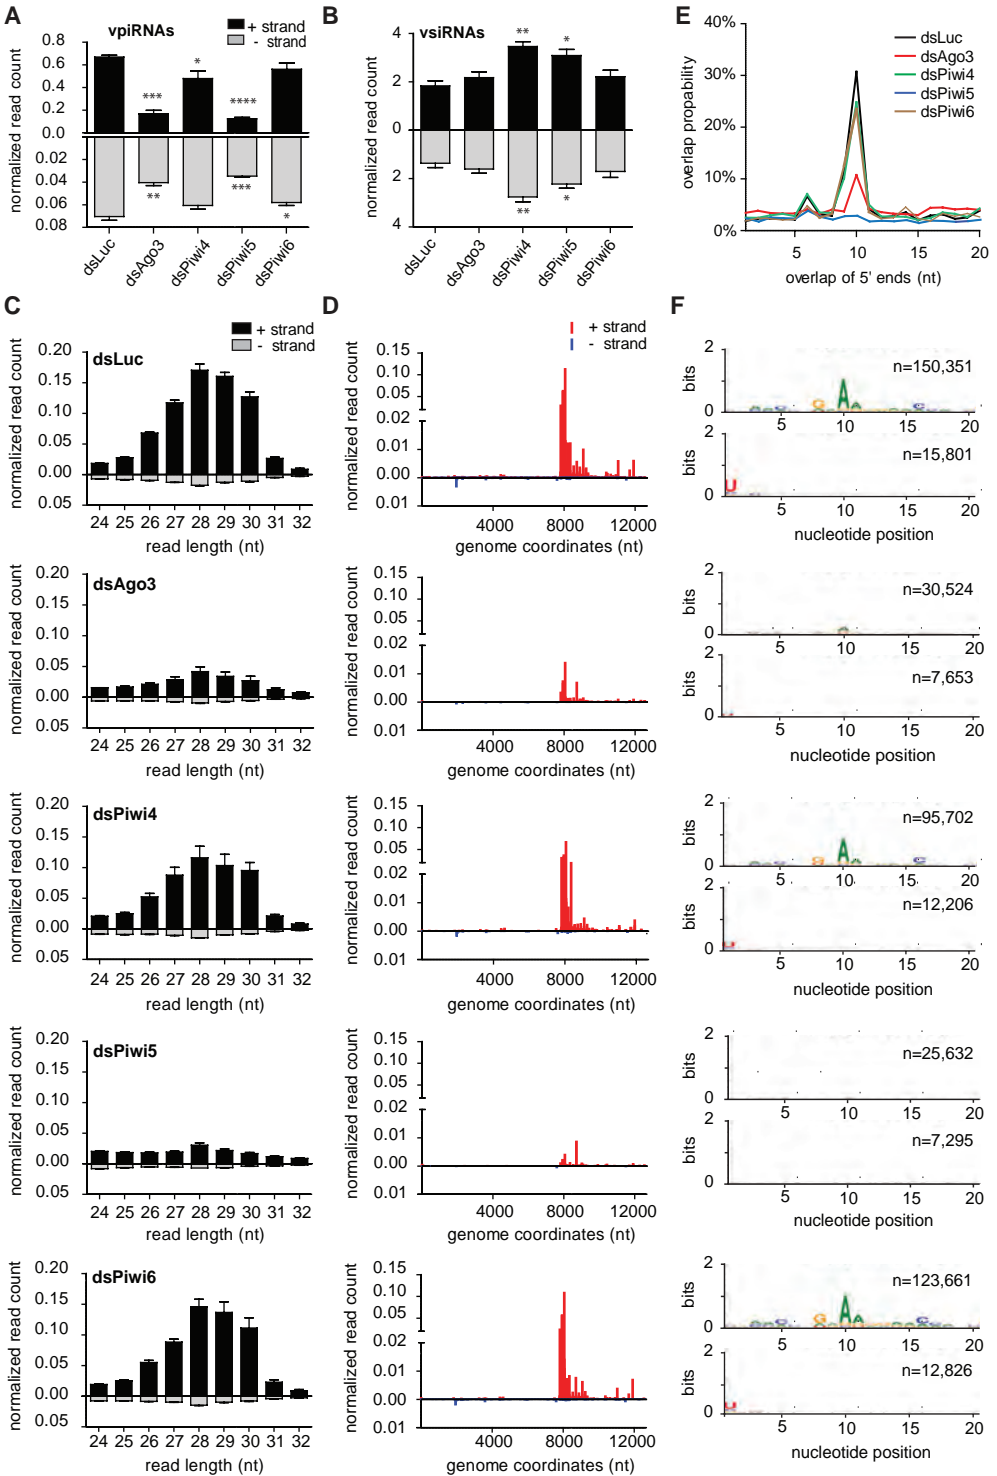 A
vpiRNAs
+ strand
- strand
normalized read count
0.8
0.6
0.4
0.2
0.0
0.02
0.04
0.06
0.08
*** * ****
** *** *
dsLuc dsAgo3 dsPiwi4 dsPiwi5 dsPiwi6
B
vsiRNAs
normalized read count
4
2
0
2
4
** *
** *
dsLuc dsAgo3 dsPiwi4 dsPiwi5 dsPiwi6
E
overlap propability
40%
30%
20%
10%
0%
dsLuc
dsAgo3
dsPiwi4
dsPiwi5
dsPiwi6
5 10 15 20
overlap of 5' ends (nt)
C
+ strand
- strand
dsLuc
normalized read count
0.20
0.15
0.10
0.05
0.00
0.05
24 25 26 27 28 29 30 31 32
read length (nt)
dsAgo3
normalized read count
0.20
0.15
0.10
0.05
0.00
0.05
24 25 26 27 28 29 30 31 32
read length (nt)
dsPiwi4
normalized read count
0.20
0.15
0.10
0.05
0.00
0.05
24 25 26 27 28 29 30 31 32
read length (nt)
dsPiwi5
normalized read count
0.20
0.15
0.10
0.05
0.00
0.05
24 25 26 27 28 29 30 31 32
read length (nt)
dsPiwi6
normalized read count
0.20
0.15
0.10
0.05
0.00
0.05
24 25 26 27 28 29 30 31 32
read length (nt)
D
+ strand
- strand
normalized read count
0.15
0.10
0.05
0.02
0.01
0.00
0.01
4000 8000 12000
genome coordinates (nt)
normalized read count
0.15
0.10
0.05
0.02
0.01
0.00
0.01
4000 8000 12000
genome coordinates (nt)
normalized read count
0.15
0.10
0.05
0.02
0.01
0.00
0.01
4000 8000 12000
genome coordinates (nt)
normalized read count
0.15
0.10
0.05
0.02
0.01
0.00
0.01
4000 8000 12000
genome coordinates (nt)
normalized read count
0.15
0.10
0.05
0.02
0.01
0.00
0.01
4000 8000 12000
genome coordinates (nt)
F
bits
2
0
n=150,351
A
5 10 15 20
2
0
n=15,801
U
5 10 15 20
nucleotide position
bits
2
0
n=30,524
5 10 15 20
2
0
n=7,653
5 10 15 20
nucleotide position
bits
2
0
n=95,702
A
5 10 15 20
2
0
n=12,206
U
5 10 15 20
nucleotide position
bits
2
0
n=25,632
5 10 15 20
2
0
n=7,295
5 10 15 20
nucleotide position
bits
2
0
n=123,661
G A A
5 10 15 20
2
0
n=12,826
U
5 10 15 20
nucleotide position